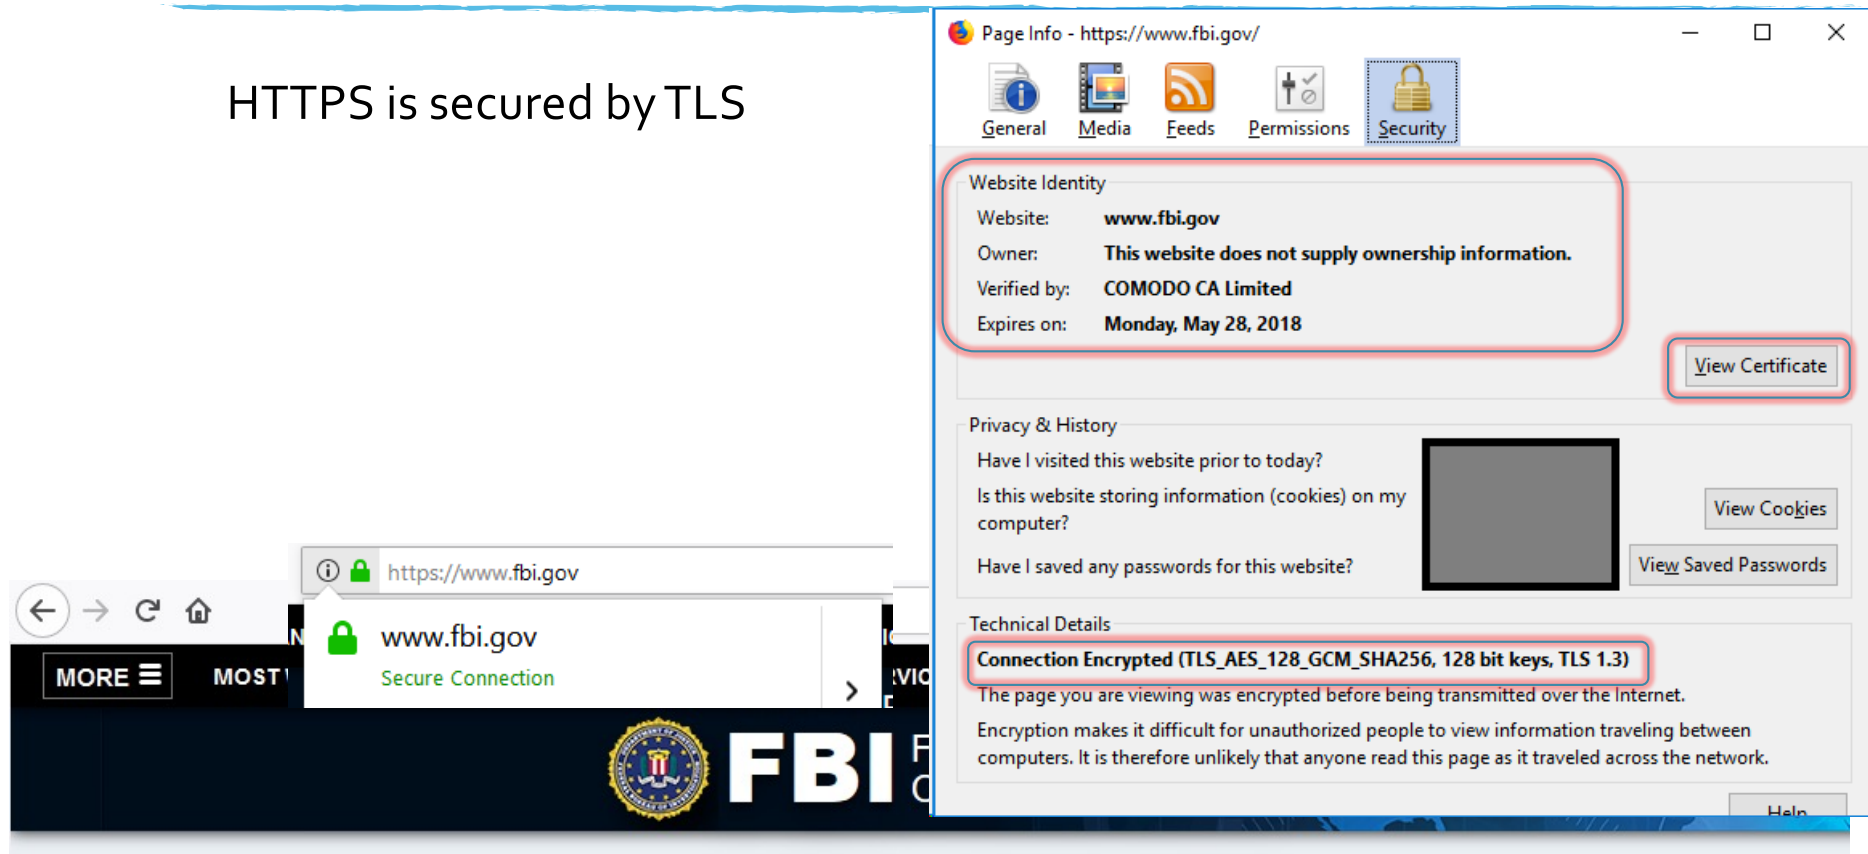 HTTPS is secured by TLS
Page Info - https://www.fbi.gov/
General Media Feeds Permissions Security
Website Identity
Website: www.fbi.gov
Owner: This website does not supply ownership information.
Verified by: COMODO CA Limited
Expires on: Monday, May 28, 2018
View Certificate
Privacy & History
Have I visited this website prior to today?
Is this website storing information (cookies) on my
computer?
View Cookies
Have I saved any passwords for this website?
View Saved Passwords
Technical Details
Connection Encrypted (TLS_AES_128_GCM_SHA256, 128 bit keys, TLS 1.3)
The page you are viewing was encrypted before being transmitted over the Internet.
Encryption makes it difficult for unauthorized people to view information traveling between
computers. It is therefore unlikely that anyone read this page as it traveled across the network.
Help
https://www.fbi.gov
www.fbi.gov
Secure Connection
MORE MOST
FBI